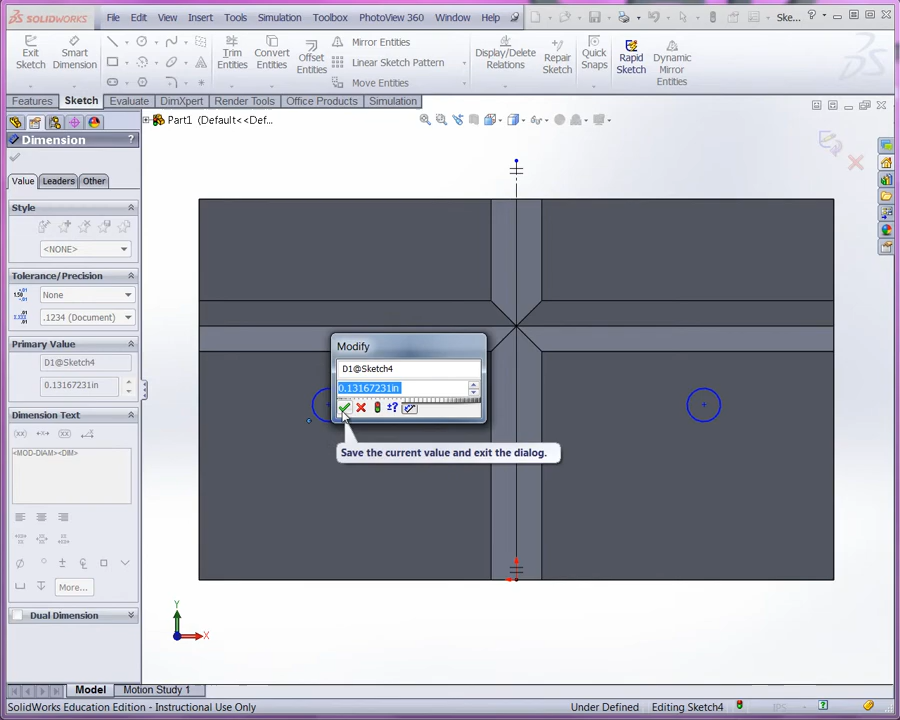 SOLIDWORKS File Edit View Insert Tools Simulation Toolbox PhotoView 360 Window Help Ske... ?
Exit Sketch
Smart Dimension
Trim Entities
Convert Entities
Offset Entities
Mirror Entities
Linear Sketch Pattern
Move Entities
Display/Delete Relations
Repair Sketch
Quick Snaps
Rapid Sketch
Dynamic Mirror Entities
Features Sketch Evaluate DimXpert Render Tools Office Products Simulation
Part1 (Default<<Def...
Dimension ?
Value Leaders Other
Style
<NONE>
Tolerance/Precision
None
.1234 (Document)
Primary Value
D1@Sketch4
0.13167231in
Dimension Text
<MOD-DIAM><DIM>
More...
Dual Dimension
Modify
D1@Sketch4
0.13167231in
Save the current value and exit the dialog.
Y
X
Model Motion Study 1
SolidWorks Education Edition - Instructional Use Only Under Defined Editing Sketch4 IPS